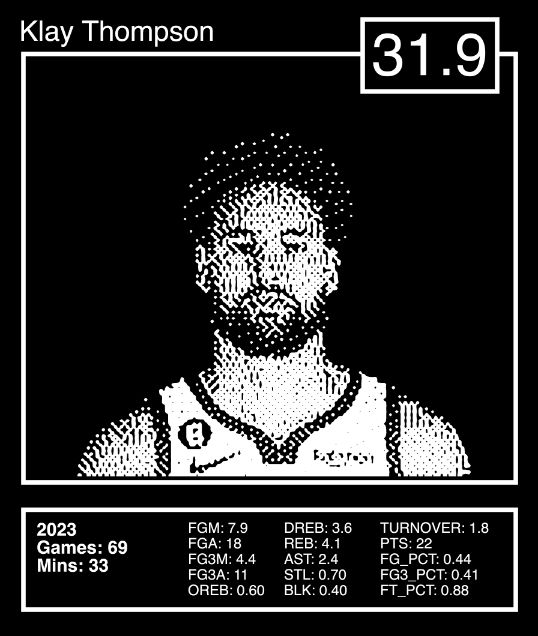 Klay Thompson
31.9
2023
Games: 69
Mins: 33
FGM: 7.9
FGA: 18
FG3M: 4.4
FG3A: 11
OREB: 0.60
DREB: 3.6
REB: 4.1
AST: 2.4
STL: 0.70
BLK: 0.40
TURNOVER: 1.8
PTS: 22
FG_PCT: 0.44
FG3_PCT: 0.41
FT_PCT: 0.88